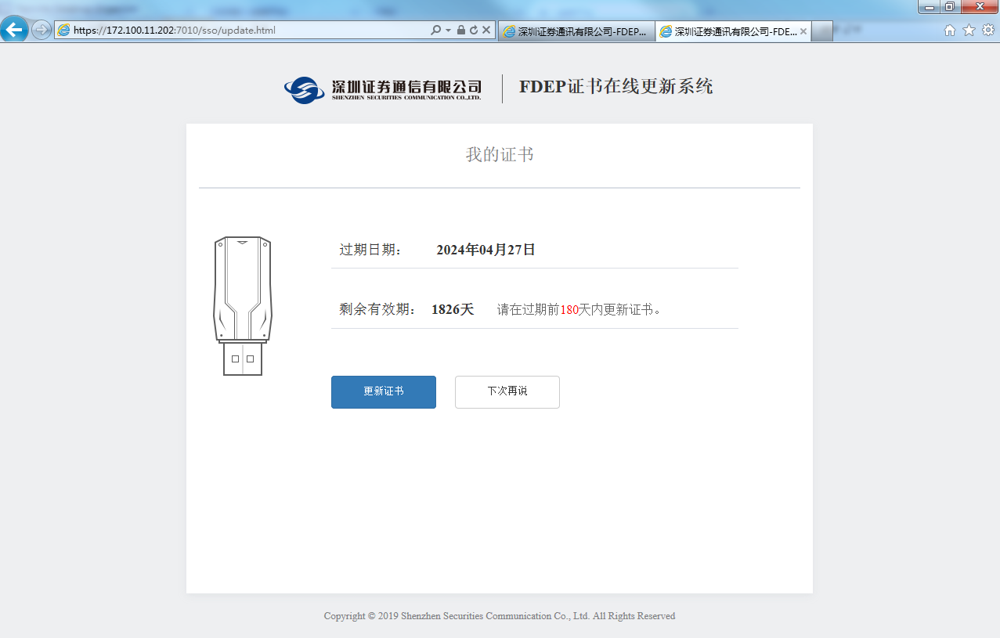 https://172.100.11.202:7010/sso/update.html
深圳证券通讯有限公司-FDEP...
深圳证券通讯有限公司-FDE...
深圳证券通信有限公司
SHENZHEN SECURITIES COMMUNICATION CO.,LTD.
FDEP证书在线更新系统
我的证书
过期日期： 2024年04月27日
剩余有效期： 1826天 请在过期前180天内更新证书。
更新证书 下次再说
Copyright © 2019 Shenzhen Securities Communication Co., Ltd. All Rights Reserved